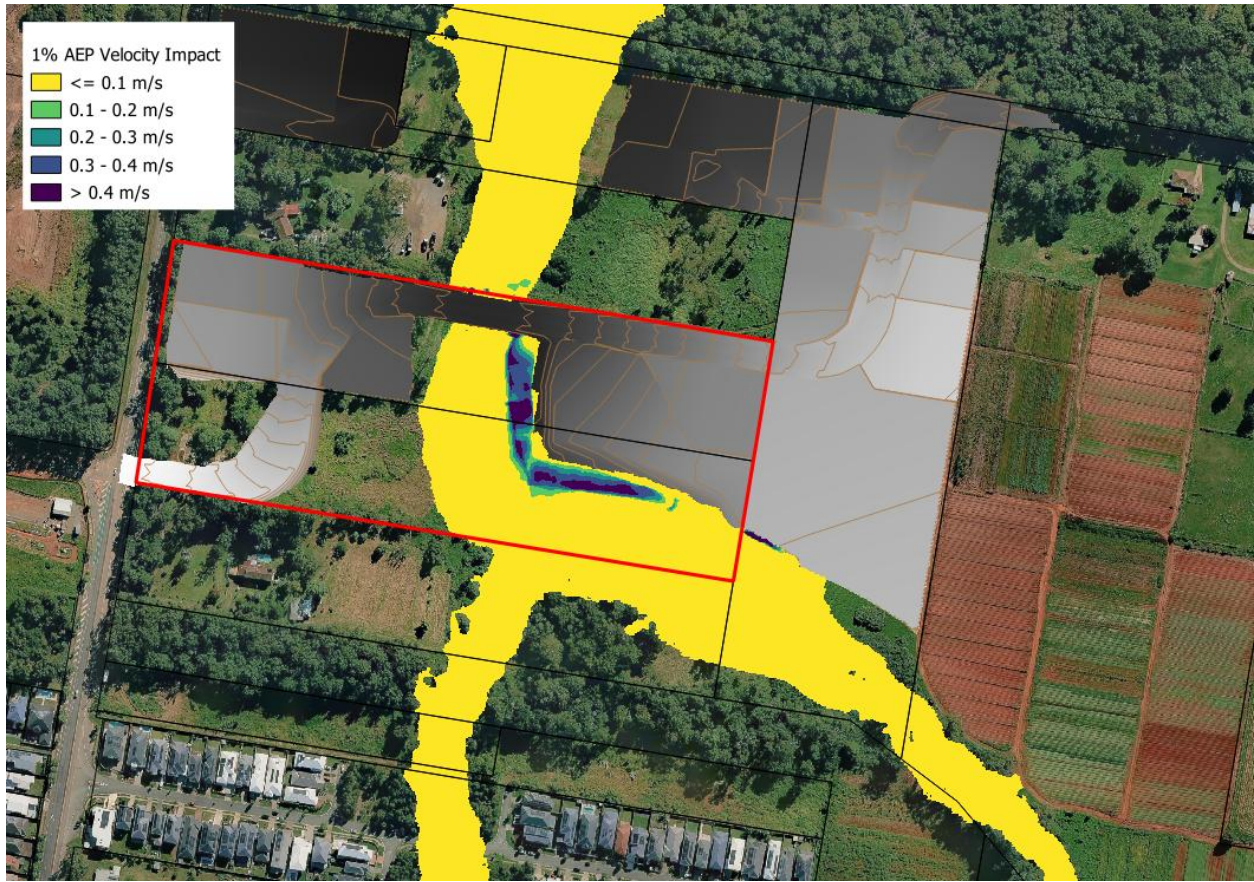 1% AEP Velocity Impact
<= 0.1 m/s
0.1 - 0.2 m/s
0.2 - 0.3 m/s
0.3 - 0.4 m/s
> 0.4 m/s